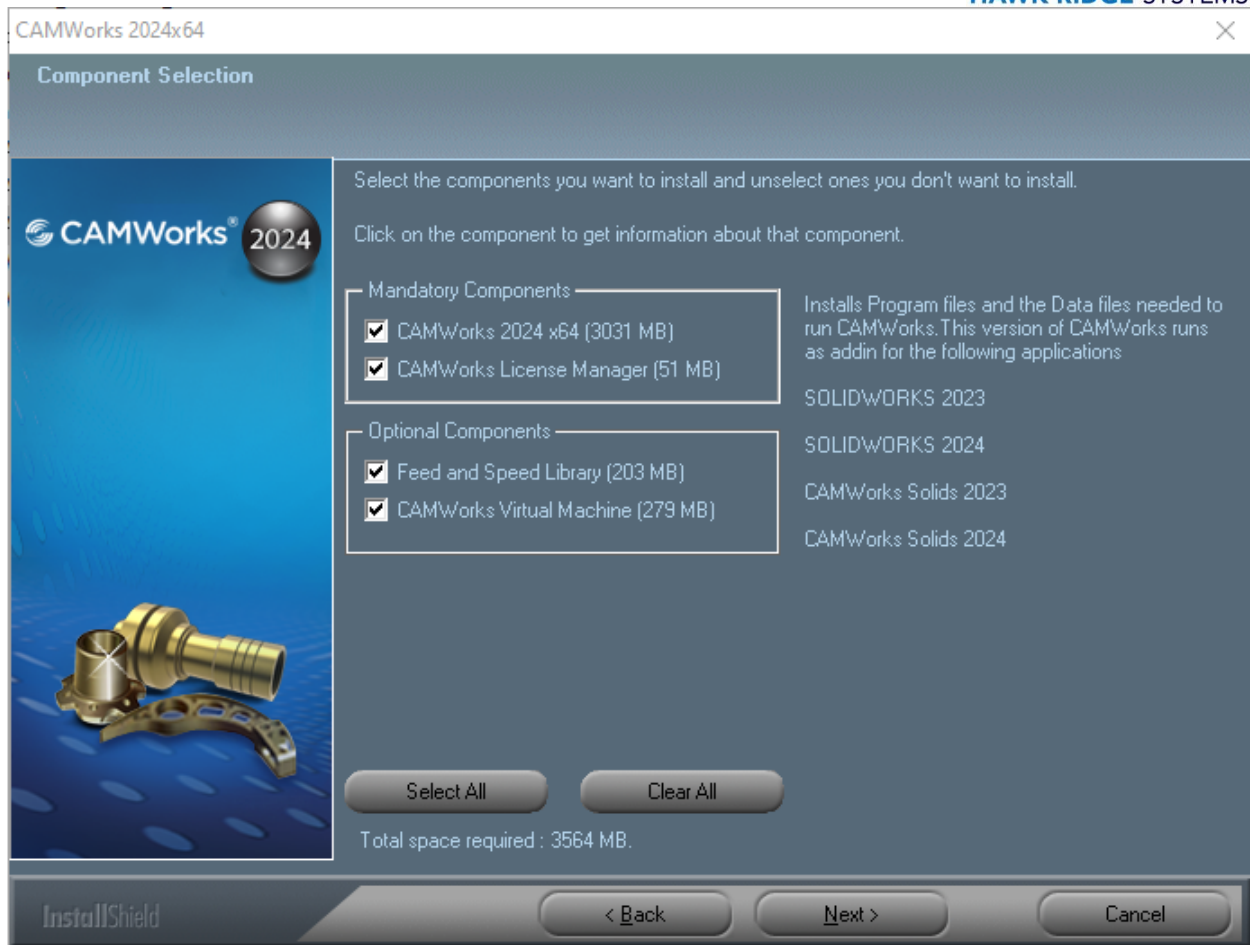 HAWK RIDGE SYSTEMS
CAMWorks 2024x64
Component Selection
CAMWorks® 2024
Select the components you want to install and unselect ones you don't want to install.
Click on the component to get information about that component.
Mandatory Components
CAMWorks 2024 x64 (3031 MB)
CAMWorks License Manager (51 MB)
Optional Components
Feed and Speed Library (203 MB)
CAMWorks Virtual Machine (279 MB)
Installs Program files and the Data files needed to
run CAMWorks.This version of CAMWorks runs
as addin for the following applications
SOLIDWORKS 2023
SOLIDWORKS 2024
CAMWorks Solids 2023
CAMWorks Solids 2024
Select All
Clear All
Total space required : 3564 MB.
InstallShield
< Back
Next >
Cancel